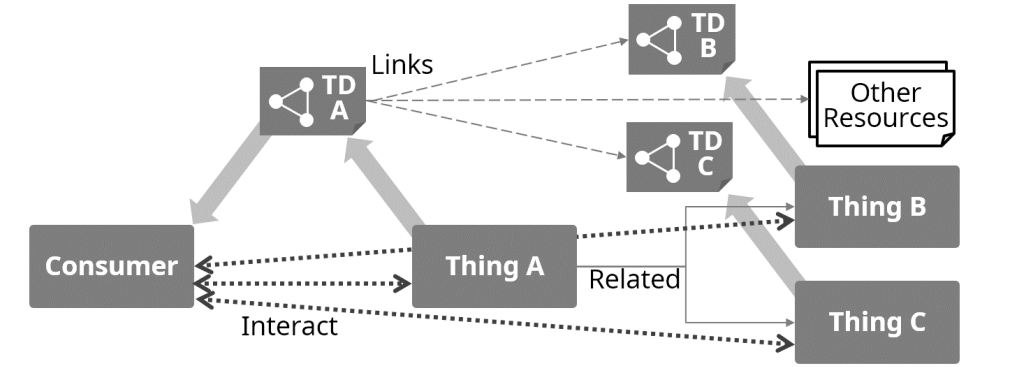 TD
B
Links
TD
A
Other
Resources
TD
C
Thing B
Consumer
Thing A
Related
Interact
Thing C